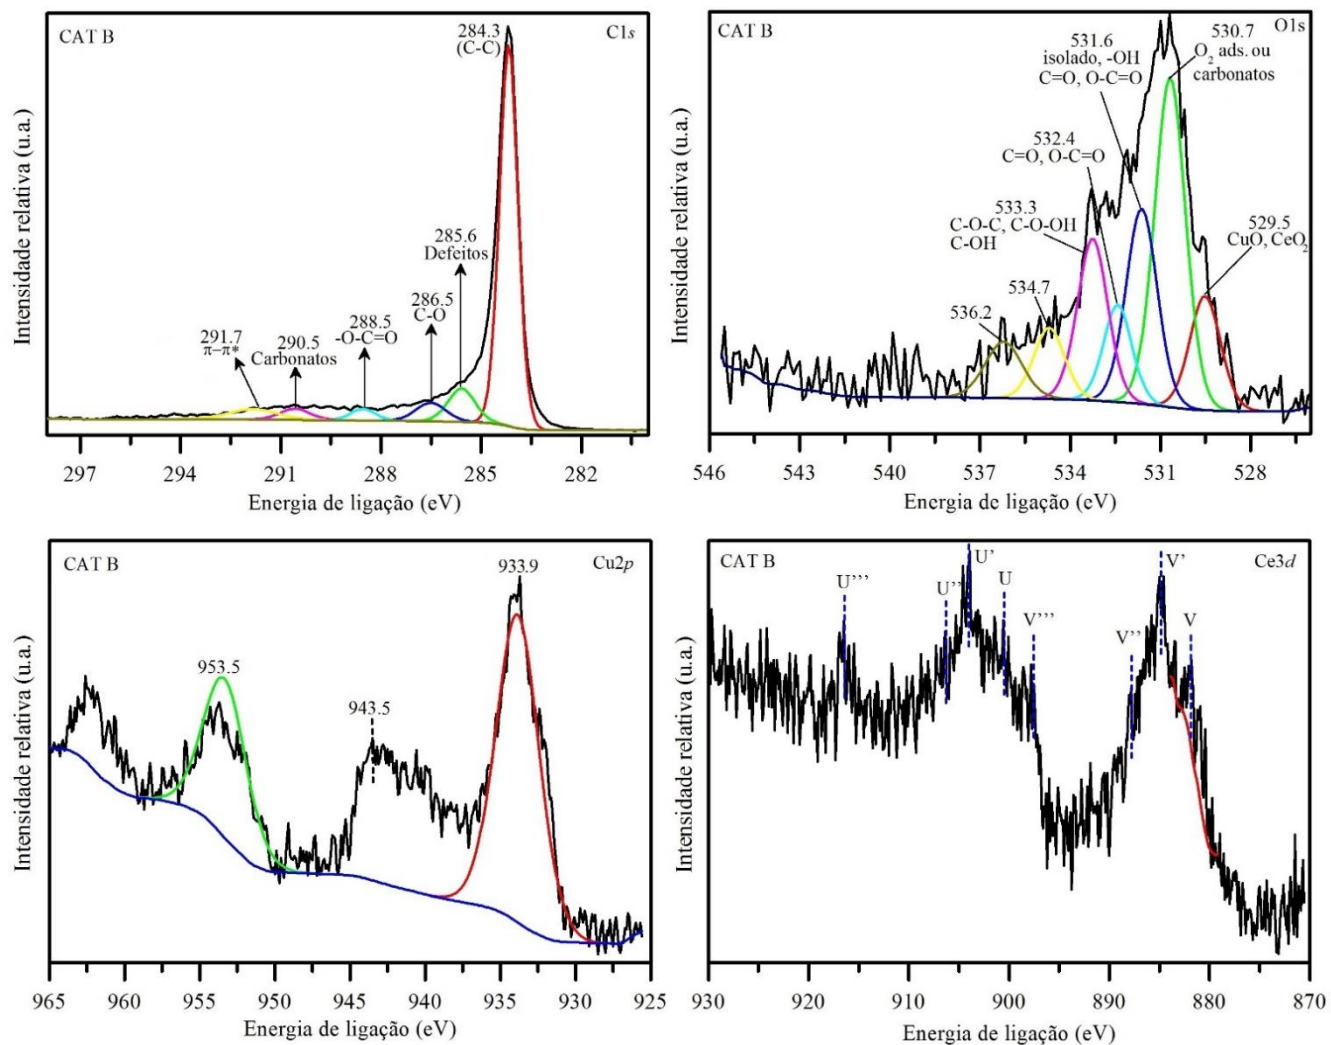 CAT B
C1s
284.3
(C-C)
285.6
Defeitos
286.5
C-O
288.5
-O-C=O
290.5
Carbonatos
291.7
π−π*
Intensidade relativa (u.a.)
297 294 291 288 285 282
Energia de ligação (eV)
CAT B
O1s
530.7
O2 ads. ou
carbonatos
531.6
isolado, -OH
C=O, O-C=O
532.4
C=O, O-C=O
533.3
C-O-C, C-O-OH
C-OH
529.5
CuO, CeO2
534.7
536.2
Intensidade relativa (u.a.)
546 543 540 537 534 531 528
Energia de ligação (eV)
CAT B
Cu2p
933.9
953.5
943.5
Intensidade relativa (u.a.)
965 960 955 950 945 940 935 930 925
Energia de ligação (eV)
CAT B
Ce3d
U’’’
U’’
U’
U
V’’’
V’’
V’
V
Intensidade relativa (u.a.)
930 920 910 900 890 880 870
Energia de ligação (eV)